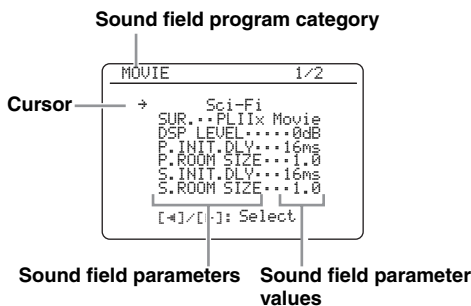 Sound field program category
MOVIE 1/2
Cursor
→ Sci-Fi
SUR.··PLIIx Movie
DSP LEVEL·····0dB
P.INIT.DLY···16ms
P.ROOM SIZE···1.0
S.INIT.DLY···16ms
S.ROOM SIZE···1.0
[◄]/[►]: Select
Sound field parameters
Sound field parameter
values